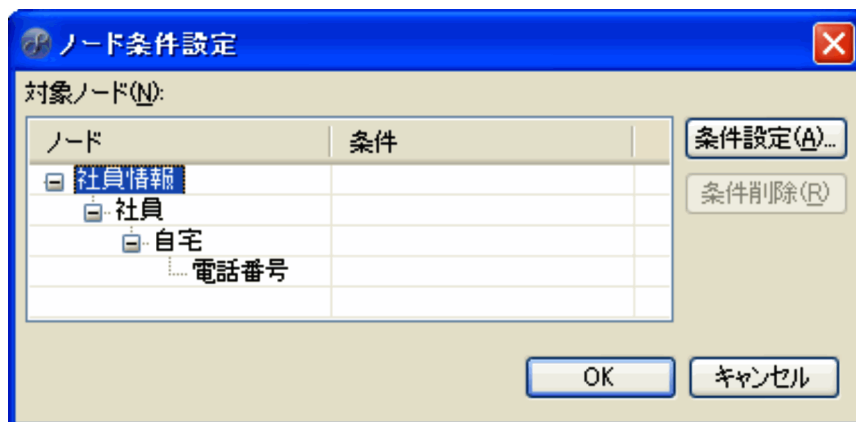 ノード条件設定
対象ノード(N):
ノード 条件
条件設定(A)...
社員情報
条件削除(R)
社員
自宅
電話番号
OK キャンセル